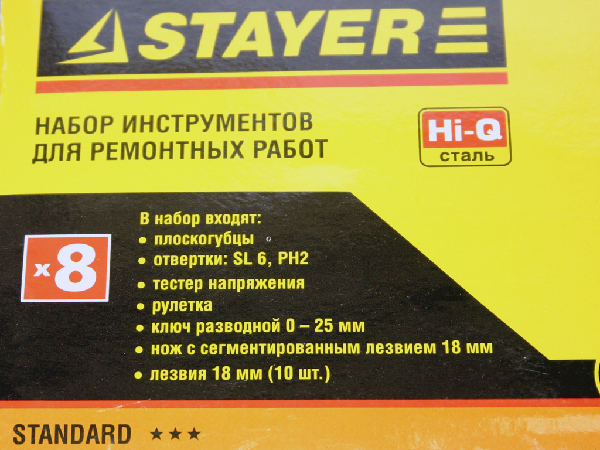 STAYER
НАБОР ИНСТРУМЕНТОВ
ДЛЯ РЕМОНТНЫХ РАБОТ
Hi-Q
сталь
x8
В набор входят:
• плоскогубцы
• отвертки: SL 6, PH2
• тестер напряжения
• рулетка
• ключ разводной 0 – 25 мм
• нож с сегментированным лезвием 18 мм
• лезвия 18 мм (10 шт.)
STANDARD ★★★